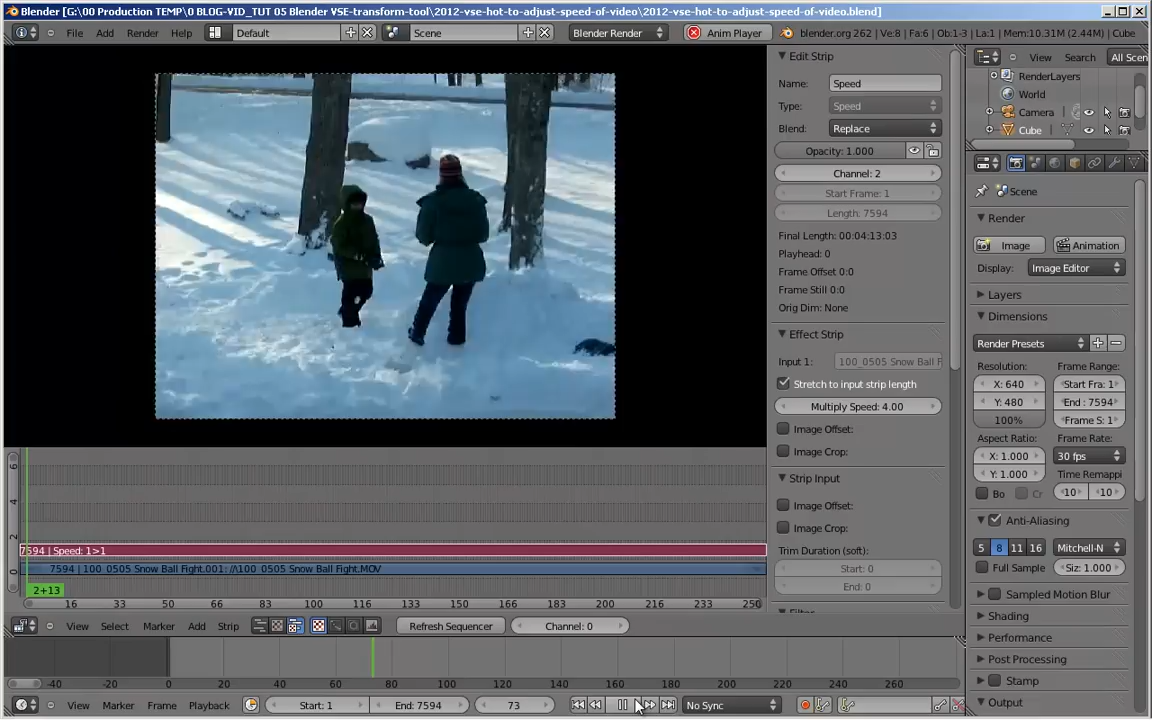 Blender [G:\00 Production TEMP\0 BLOG-VID_TUT 05 Blender VSE-transform-tool\2012-vse-hot-to-adjust-speed-of-video\2012-vse-hot-to-adjust-speed-of-video.blend]
File Add Render Help Default Scene Blender Render Anim Player blender.org 262 | Ve:8 | Fa:6 | Ob:1-3 | La:1 | Mem:10.31M (2.44M) | Cube
Edit Strip
Name: Speed
Type: Speed
Blend: Replace
Opacity: 1.000
Channel: 2
Start Frame: 1
Length: 7594
Final Length: 00:04:13:03
Playhead: 0
Frame Offset 0:0
Frame Still 0:0
Orig Dim: None
Effect Strip
Input 1: 100_0505 Snow Ball F
Stretch to input strip length
Multiply Speed: 4.00
Image Offset:
Image Crop:
Strip Input
Image Offset:
Image Crop:
Trim Duration (soft):
Start: 0
End: 0
View Search All Scen
RenderLayers
World
Camera
Cube
Scene
Render
Image Animation
Display: Image Editor
Layers
Dimensions
Render Presets
Resolution: Frame Range:
X: 640 Start Fra: 1
Y: 480 End : 7594
100% Frame S: 1
Aspect Ratio: Frame Rate:
X: 1.000 30 fps
Y: 1.000 Time Remappi
Bo Cr 10 10
Anti-Aliasing
5 8 11 16 Mitchell-N
Full Sample Siz: 1.000
Sampled Motion Blur
Shading
Performance
Post Processing
Stamp
Output
6
4
2
0
7594 | Speed: 1>1
7594 | 100_0505 Snow Ball Fight.001: //\100_0505 Snow Ball Fight.MOV
2+13
16 33 50 66 83 100 116 133 150 166 183 200 216 233 250
View Select Marker Add Strip Refresh Sequencer Channel: 0
-40 -20 0 20 40 60 80 100 120 140 160 180 200 220 240 260
View Marker Frame Playback Start: 1 End: 7594 73 No Sync